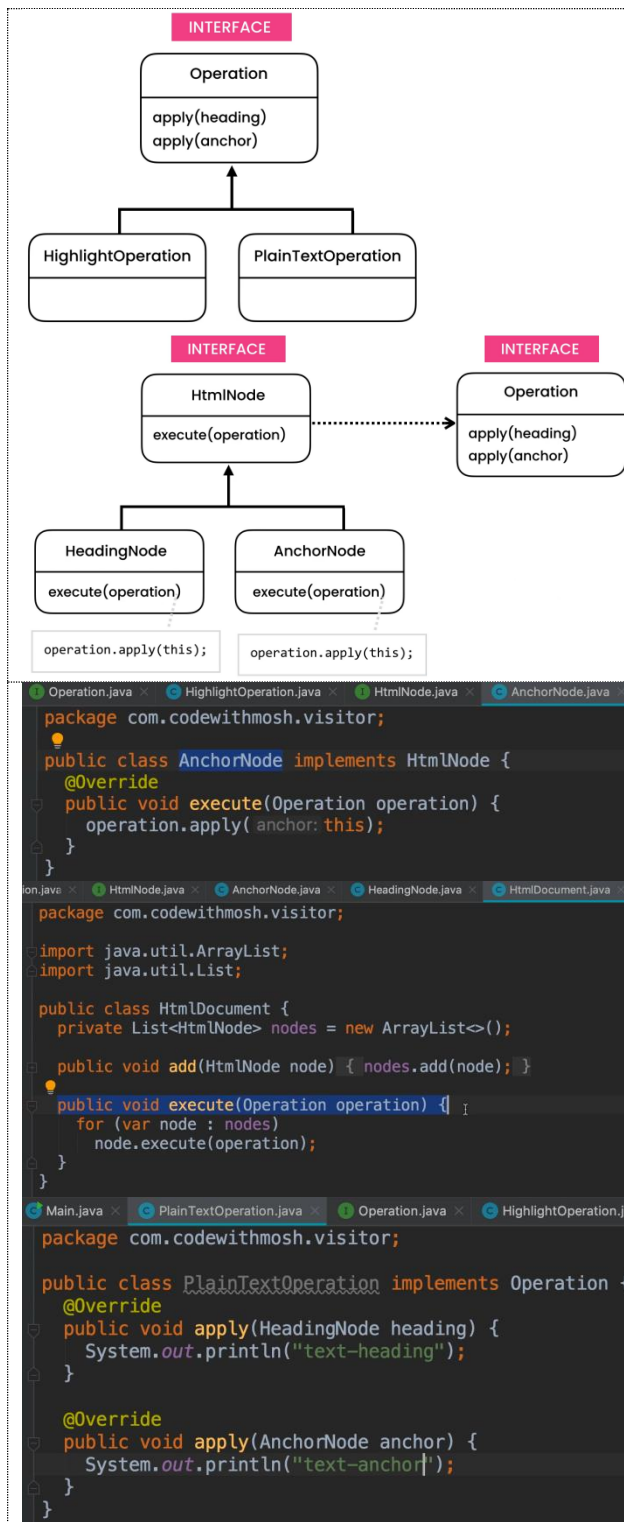 INTERFACE
Operation
apply(heading)
apply(anchor)
HighlightOperation
PlainTextOperation
INTERFACE
HtmlNode
execute(operation)
INTERFACE
Operation
apply(heading)
apply(anchor)
HeadingNode
execute(operation)
AnchorNode
execute(operation)
operation.apply(this);
operation.apply(this);
Operation.java × HighlightOperation.java × HtmlNode.java × AnchorNode.java ×
package com.codewithmosh.visitor;
public class AnchorNode implements HtmlNode {
@Override
public void execute(Operation operation) {
operation.apply( anchor: this);
}
}
ion.java × HtmlNode.java × AnchorNode.java × HeadingNode.java × HtmlDocument.java ×
package com.codewithmosh.visitor;
import java.util.ArrayList;
import java.util.List;
public class HtmlDocument {
private List<HtmlNode> nodes = new ArrayList<>();
public void add(HtmlNode node) { nodes.add(node); }
public void execute(Operation operation) {
for (var node : nodes)
node.execute(operation);
}
}
Main.java × PlainTextOperation.java × Operation.java × HighlightOperation.j
package com.codewithmosh.visitor;
public class PlainTextOperation implements Operation {
@Override
public void apply(HeadingNode heading) {
System.out.println("text-heading");
}
@Override
public void apply(AnchorNode anchor) {
System.out.println("text-anchor");
}
}